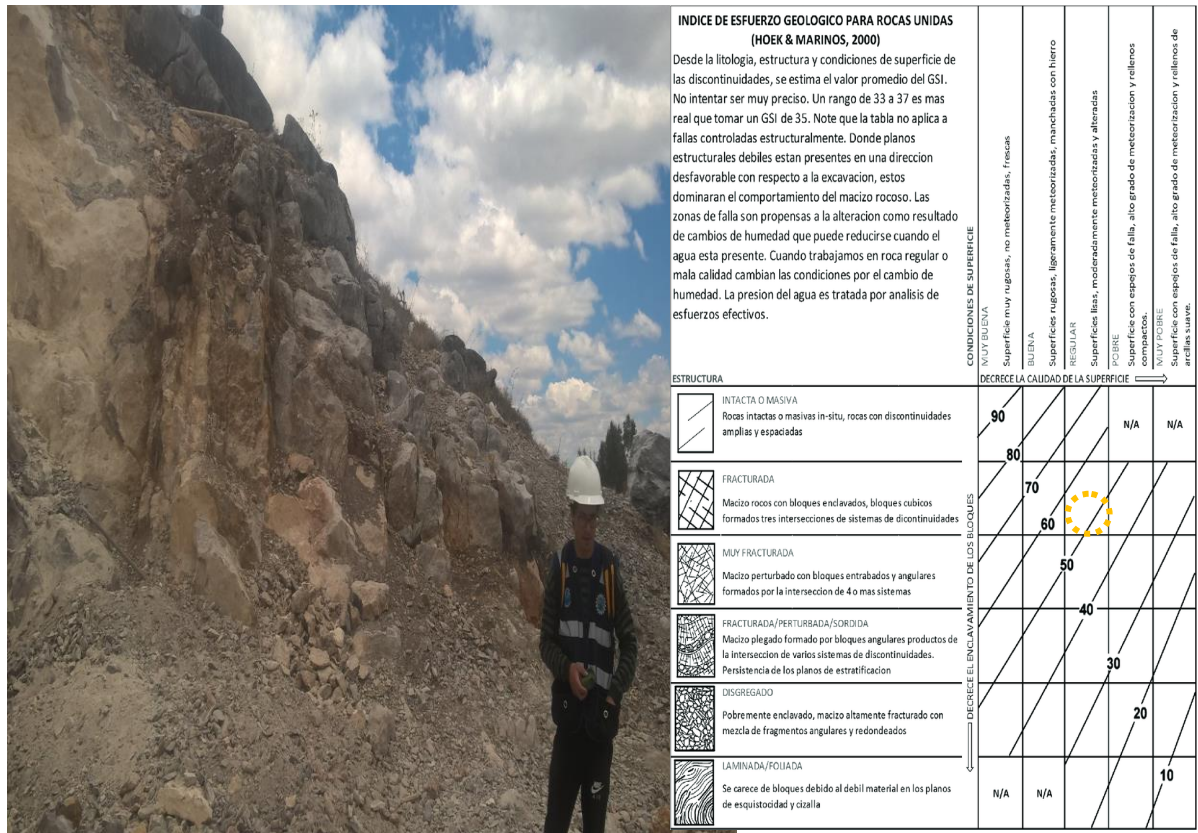 INDICE DE ESFUERZO GEOLOGICO PARA ROCAS UNIDAS
(HOEK & MARINOS, 2000)
Desde la litologia, estructura y condiciones de superficie de
las discontinuidades, se estima el valor promedio del GSI.
No intentar ser muy preciso. Un rango de 33 a 37 es mas
real que tomar un GSI de 35. Note que la tabla no aplica a
fallas controladas estructuralmente. Donde planos
estructurales debiles estan presentes en una direccion
desfavorable con respecto a la excavacion, estos
dominaran el comportamiento del macizo rocoso. Las
zonas de falla son propensas a la alteracion como resultado
de cambios de humedad que puede reducirse cuando el
agua esta presente. Cuando trabajamos en roca regular o
mala calidad cambian las condiciones por el cambio de
humedad. La presion del agua es tratada por analisis de
esfuerzos efectivos.
CONDICIONES DE SUPERFICIE
MUY BUENA
Superficie muy rugosas, no meteorizadas, frescas
BUENA
Superficies rugosas, ligeramente meteorizadas, manchadas con hierro
REGULAR
Superficies lisas, moderadamente meteorizadas y alteradas
POBRE
Superficie con espejos de falla, alto grado de meteorizacion y rellenos
compactos.
MUY POBRE
Superficie con espejos de falla, alto grado de meteorizacion y rellenos de
arcillas suave.
ESTRUCTURA
DECRECE LA CALIDAD DE LA SUPERFICIE
INTACTA O MASIVA
Rocas intactas o masivas in-situ, rocas con discontinuidades
amplias y espaciadas
FRACTURADA
Macizo rocos con bloques enclavados, bloques cubicos
formados tres intersecciones de sistemas de dicontinuidades
MUY FRACTURADA
Macizo perturbado con bloques entrabados y angulares
formados por la interseccion de 4 o mas sistemas
FRACTURADA/PERTURBADA/SORDIDA
Macizo plegado formado por bloques angulares productos de
la interseccion de varios sistemas de discontinuidades.
Persistencia de los planos de estratificacion
DISGREGADO
Pobremente enclavado, macizo altamente fracturado con
mezcla de fragmentos angulares y redondeados
LAMINADA/FOLIADA
Se carece de bloques debido al debil material en los planos
de esquistocidad y cizalla
DECRECE EL ENCLAVAMIENTO DE LOS BLOQUES
90
N/A
N/A
80
70
60
50
40
30
20
10
N/A
N/A